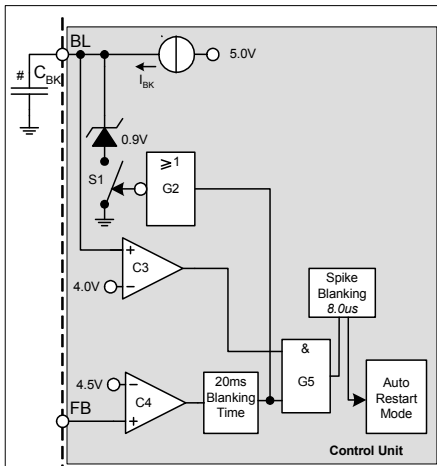 BL
5.0V
#
C_BK
I_BK
0.9V
S1
≥1
G2
C3
4.0V
Spike
Blanking
8.0us
&
G5
4.5V
C4
20ms
Blanking
Time
Auto
Restart
Mode
FB
Control Unit